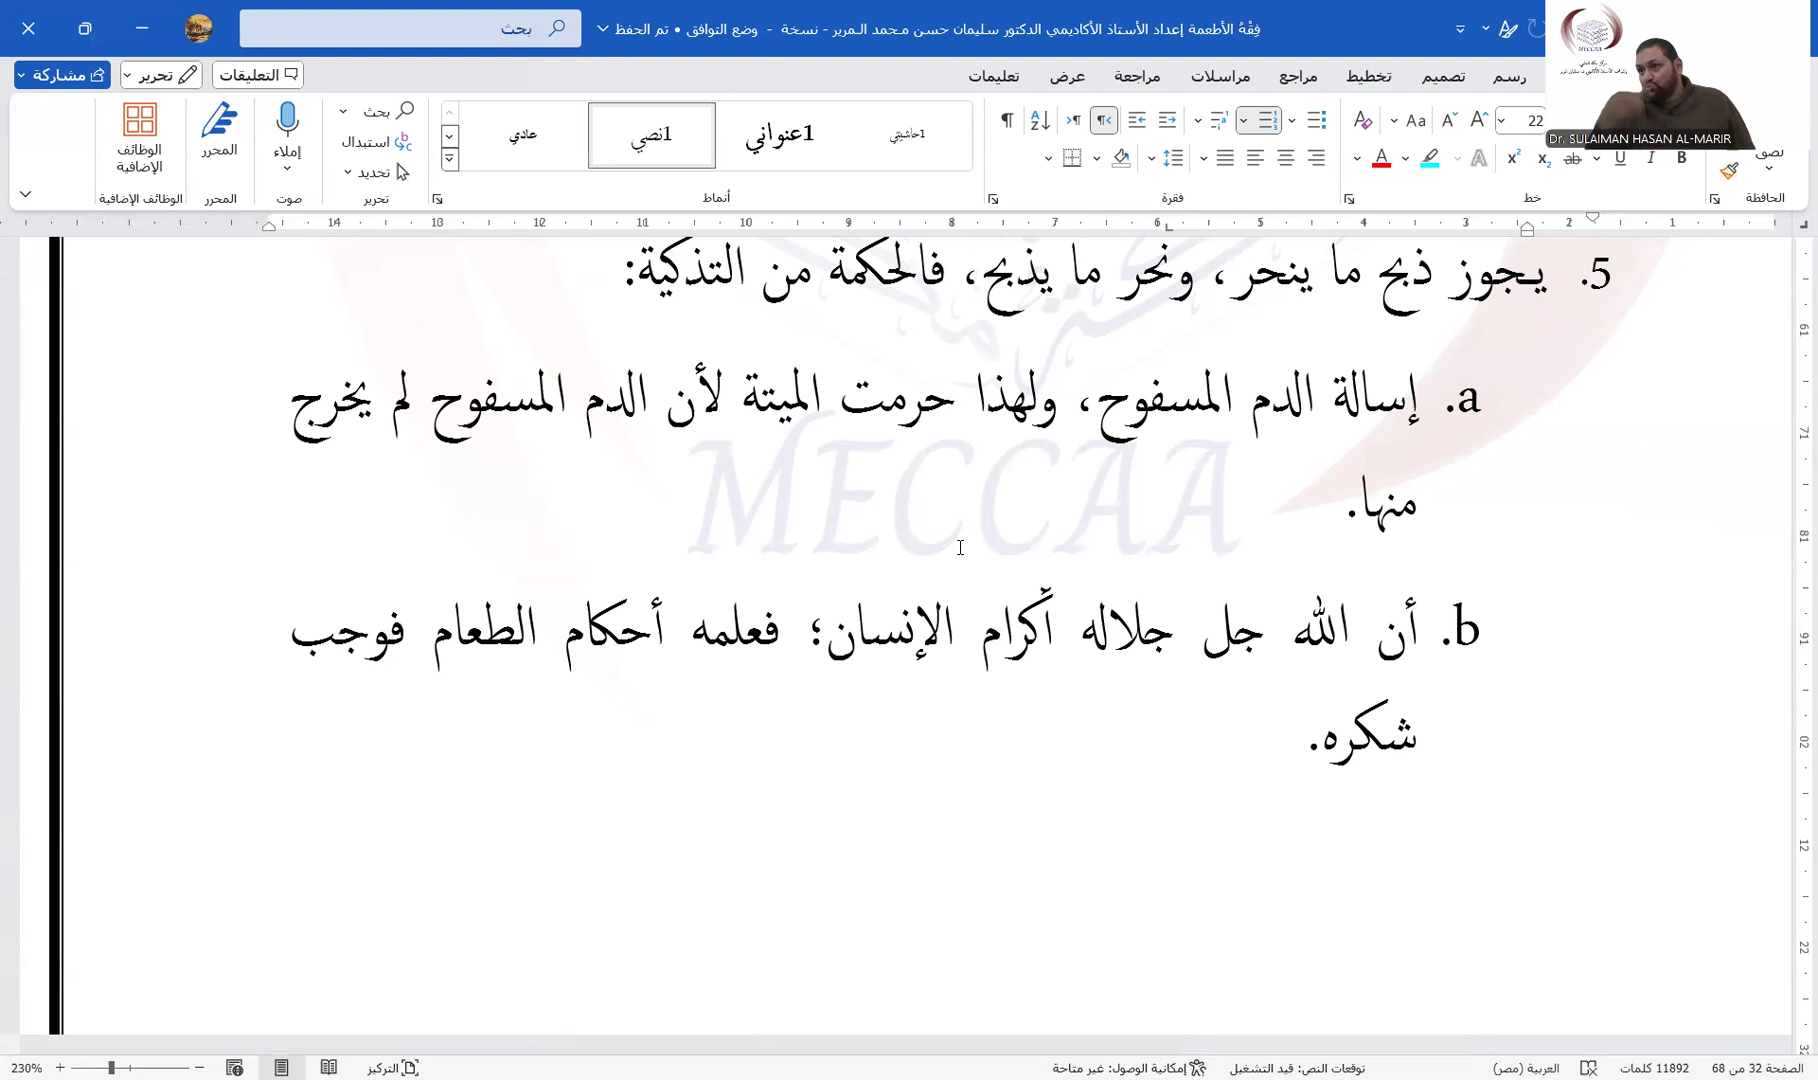 فِقْهُ الأطعمة إعداد الأستاذ الأكاديمي الدكتور سليمان حسن محمد المرير - نسخة - وضع التوافق • تم الحفظ
بحث
رسم
تصميم
تخطيط
مراجع
مراسلات
مراجعة
عرض
تعليمات
التعليقات
تحرير
مشاركة
MECCAA
Dr. SULAIMAN HASAN AL-MARIR
22
1حاشيتي
1عنواني
1نصي
عادي
بحث
استبدال
تحديد
إملاء
المحرر
الوظائف الإضافية
الحافظة
خط
فقرة
أنماط
تحرير
صوت
المحرر
الوظائف الإضافية
5. يجوز ذبح ما ينحر، ونحر ما يذبح، فالحكمة من التذكية:
a. إسالة الدم المسفوح، ولهذا حرمت الميتة لأن الدم المسفوح لم يخرج
منها.
MECCAA
b. أن الله جل جلاله أكرام الإنسان؛ فعلمه أحكام الطعام فوجب
شكره.
الصفحة 32 من 68
11892 كلمات
العربية (مصر)
توقعات النص: قيد التشغيل
إمكانية الوصول: غير متاحة
التركيز
230%